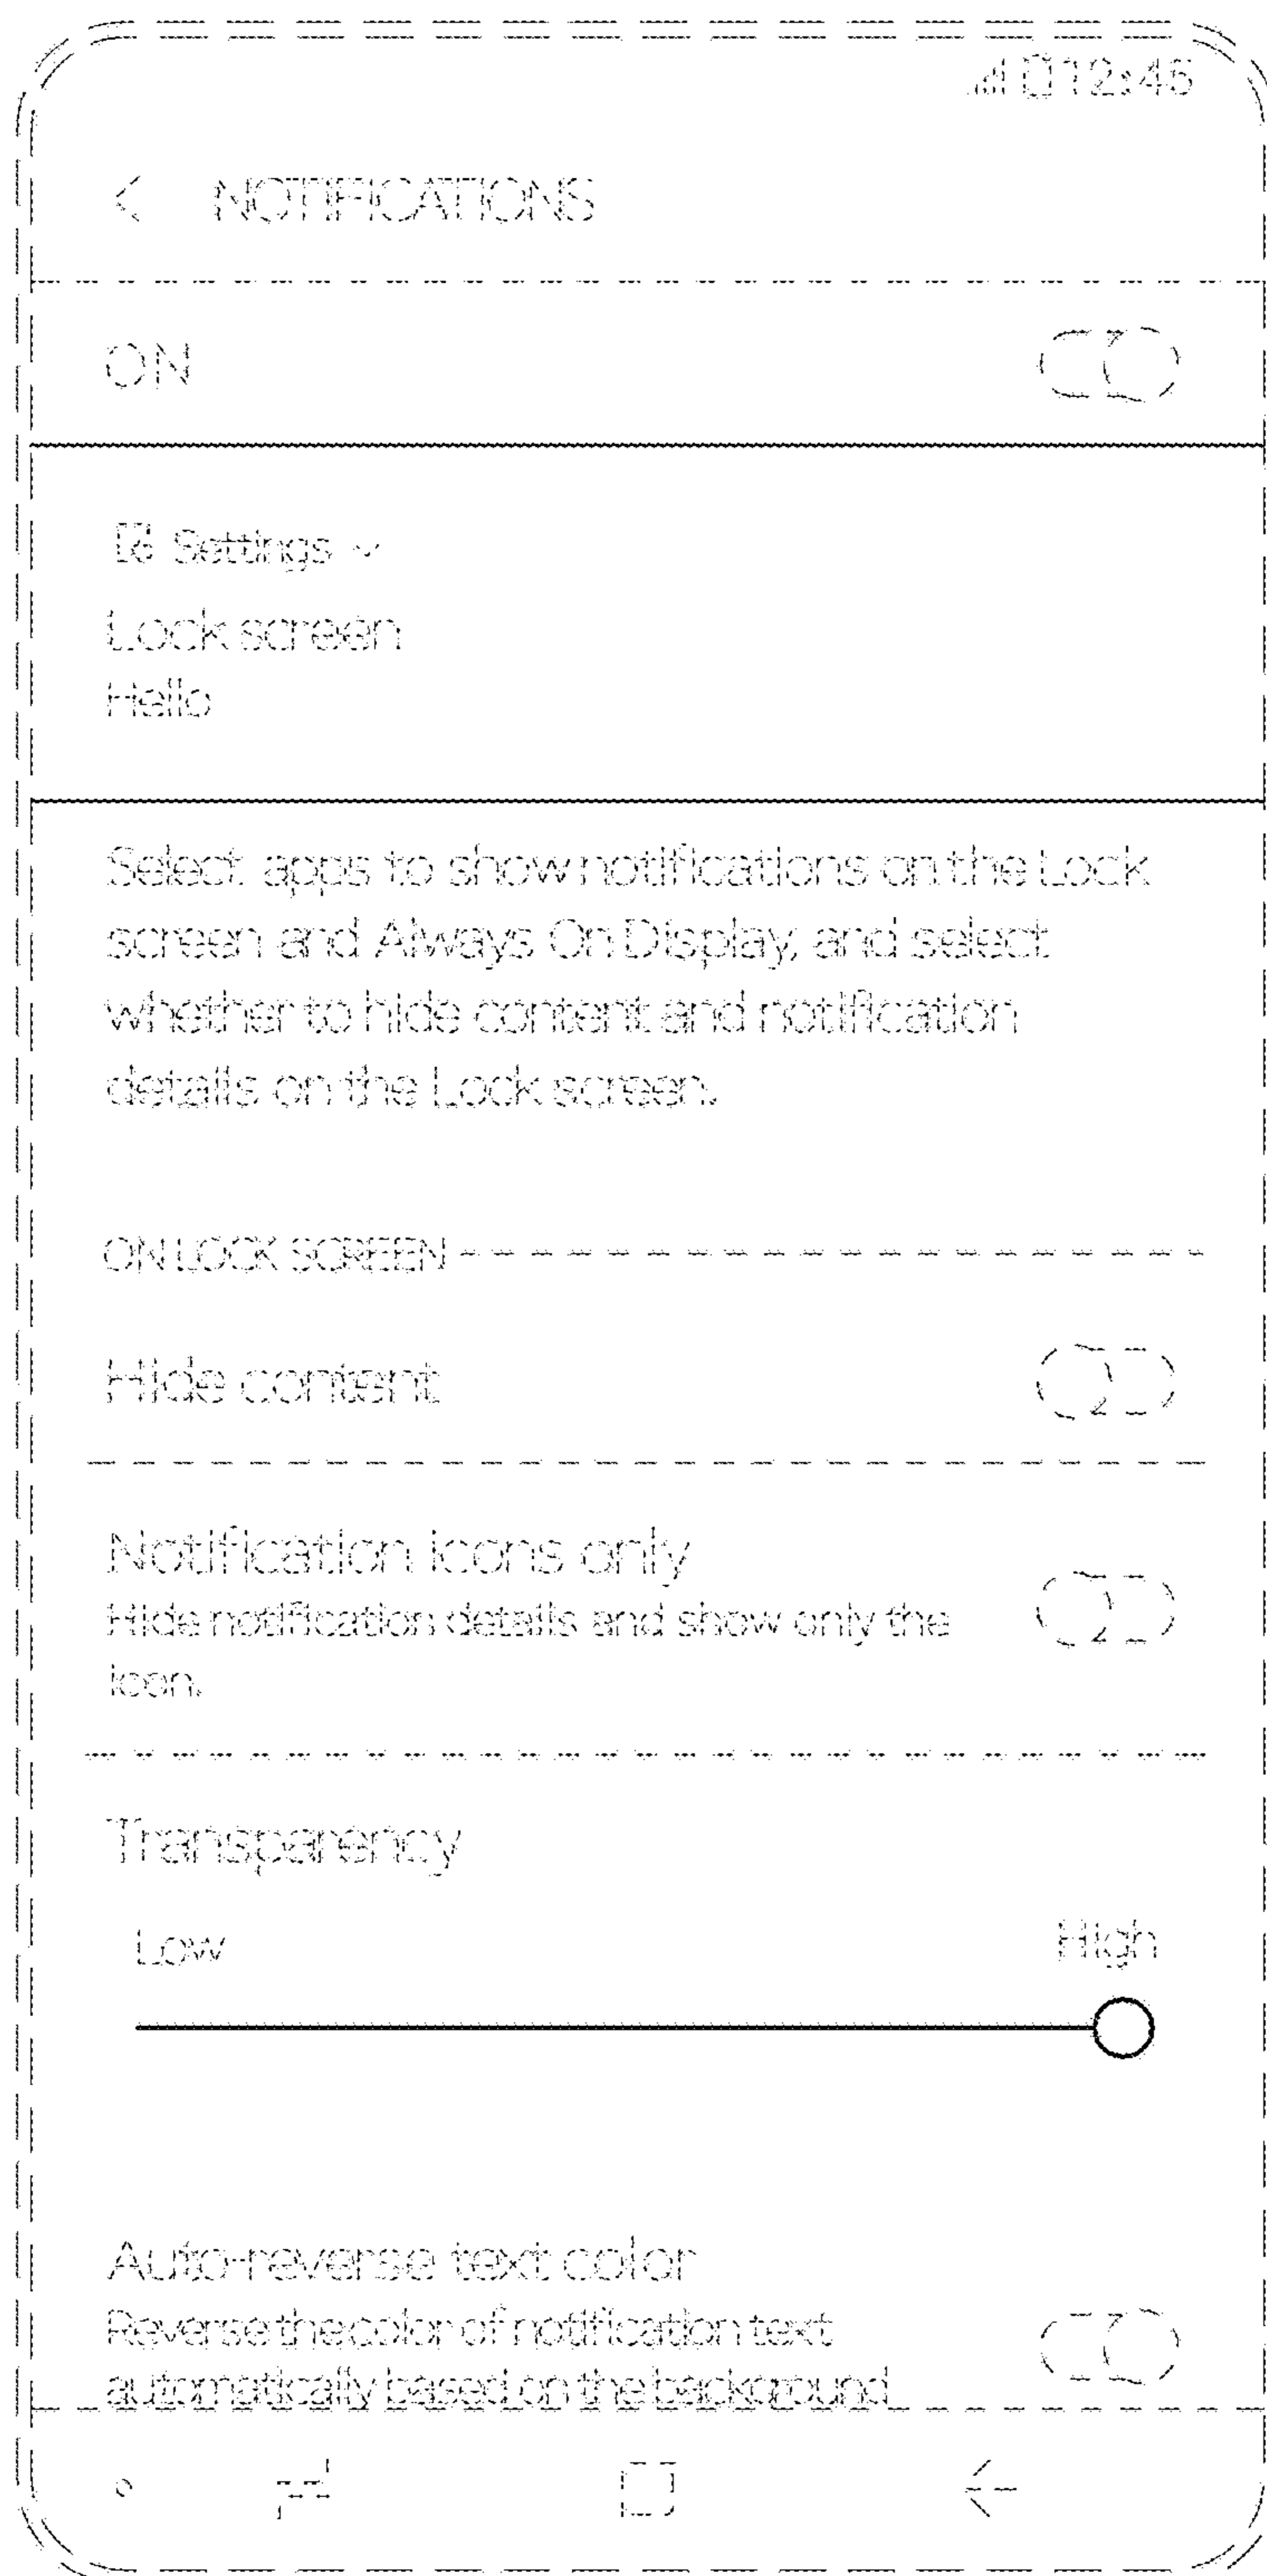 12:45
NOTIFICATIONS
ON
Settings
Lock screen
Hello
Select apps to show notifications on the Lock
screen and Always On Display, and select
whether to hide content and notification
details on the Lock screen.
ON LOCK SCREEN
Hide content
Notification icons only
Hide notification details and show only the
icon.
Transparency
Low High
Auto-reverse text color
Reverse the color of notification text
automatically based on the background